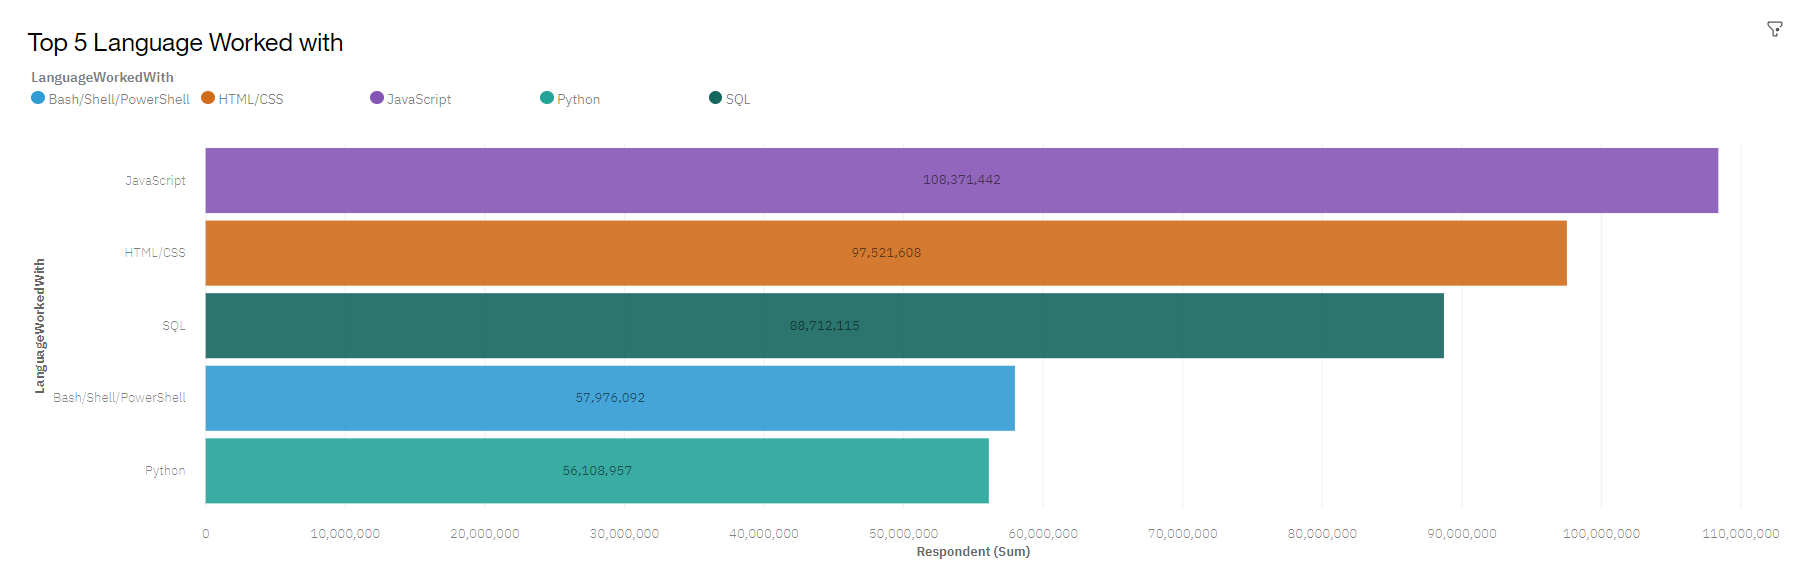 Top 5 Language Worked with
LanguageWorkedWith
Bash/Shell/PowerShell HTML/CSS JavaScript Python SQL
LanguageWorkedWith
JavaScript 108,371,442
HTML/CSS 97,521,608
SQL 88,712,115
Bash/Shell/PowerShell 57,976,092
Python 56,108,957
0 10,000,000 20,000,000 30,000,000 40,000,000 50,000,000 60,000,000 70,000,000 80,000,000 90,000,000 100,000,000 110,000,000
Respondent (Sum)